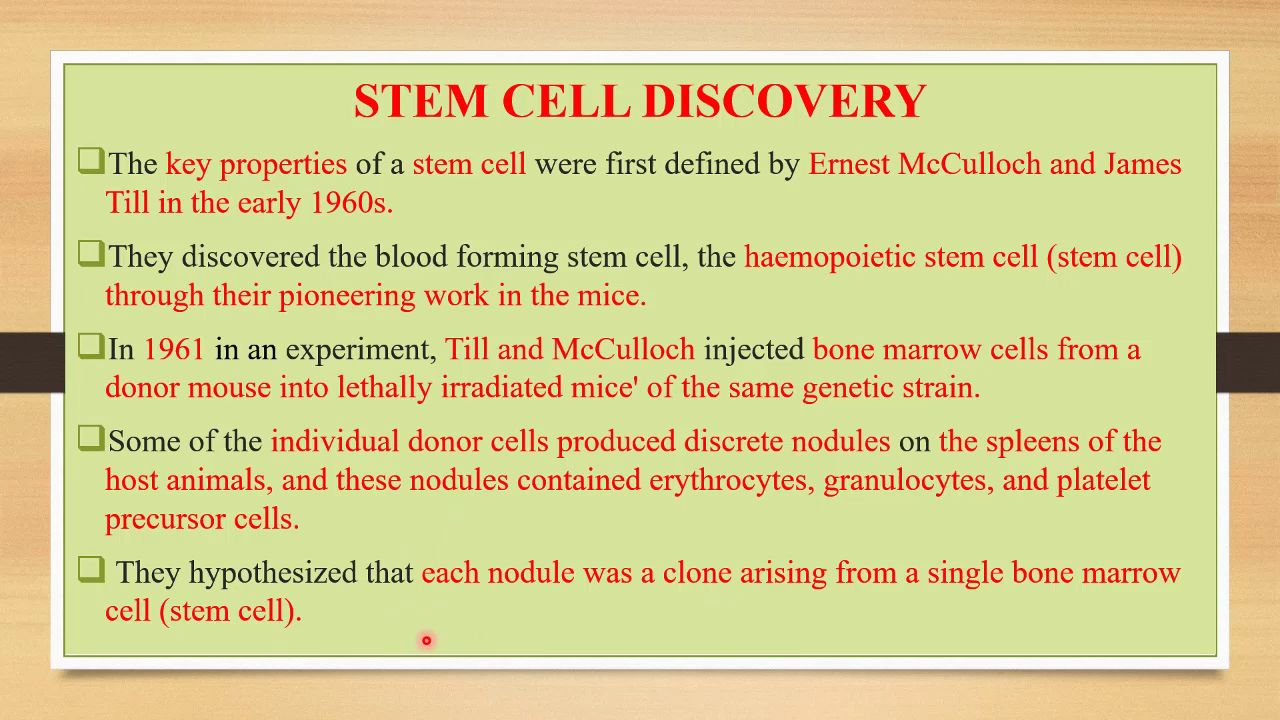 STEM CELL DISCOVERY
The key properties of a stem cell were first defined by Ernest McCulloch and James
Till in the early 1960s.
They discovered the blood forming stem cell, the haemopoietic stem cell (stem cell)
through their pioneering work in the mice.
In 1961 in an experiment, Till and McCulloch injected bone marrow cells from a
donor mouse into lethally irradiated mice' of the same genetic strain.
Some of the individual donor cells produced discrete nodules on the spleens of the
host animals, and these nodules contained erythrocytes, granulocytes, and platelet
precursor cells.
They hypothesized that each nodule was a clone arising from a single bone marrow
cell (stem cell).